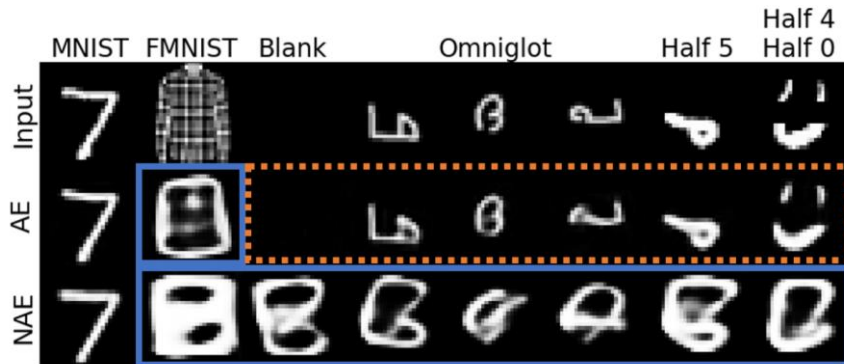 Half 4
MNIST FMNIST Blank Omniglot Half 5 Half 0
Input
AE
NAE